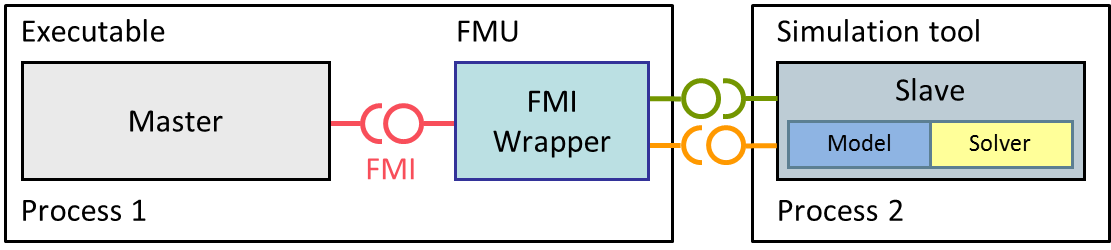 Executable
FMU
Simulation tool
Master
FMI
FMI
Wrapper
Slave
Model
Solver
Process 1
Process 2